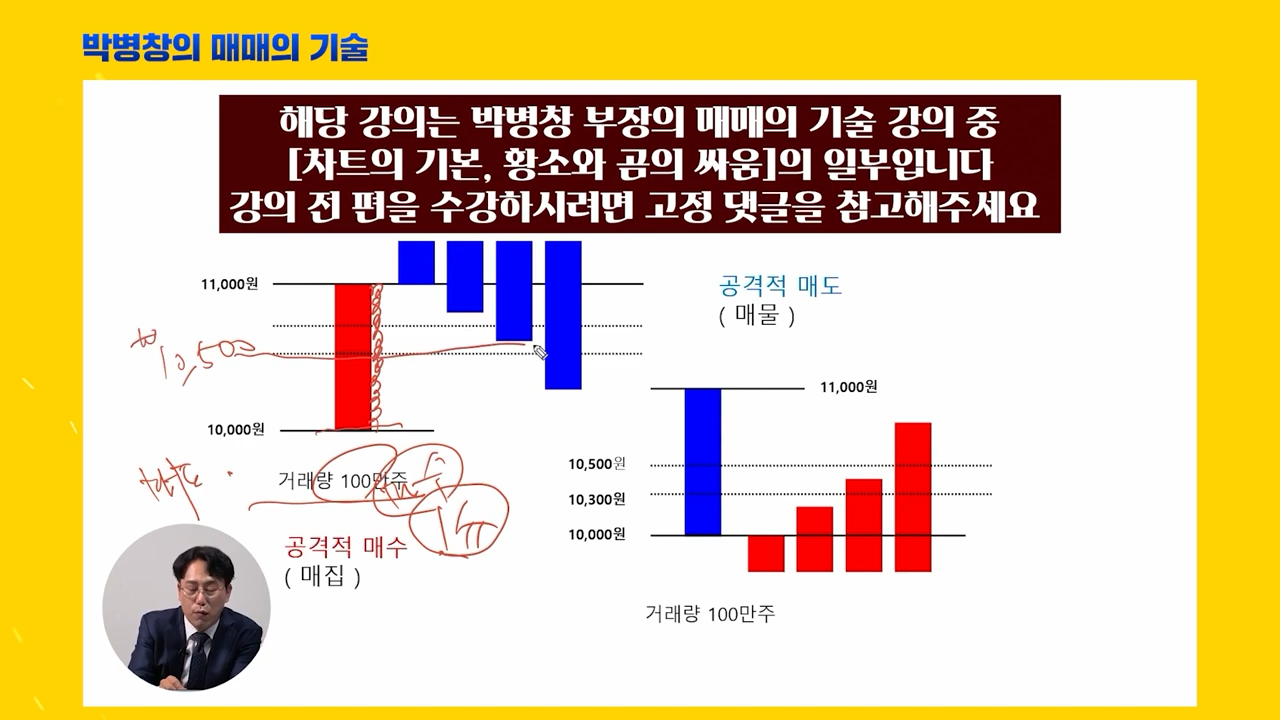 박병창의 매매의 기술
해당 강의는 박병창 부장의 매매의 기술 강의 중
[차트의 기본, 황소와 곰의 싸움]의 일부입니다
강의 전 편을 수강하시려면 고정 댓글을 참고해주세요
11,000원
₩10,500
10,000원
거래량 100만주
공격적 매수
( 매집 )
공격적 매도
( 매물 )
11,000원
10,500원
10,300원
10,000원
거래량 100만주